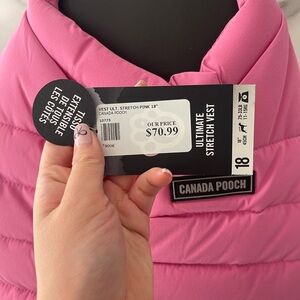 TISSU
EXTENSIBLE
DE TOUS
LES CÔTÉS
VEST ULT. STRETCH PINK 18"
CANADA POOCH
OUR PRICE
$70.99
ULTIMATE
STRETCH VEST
18
CANADA POOCH